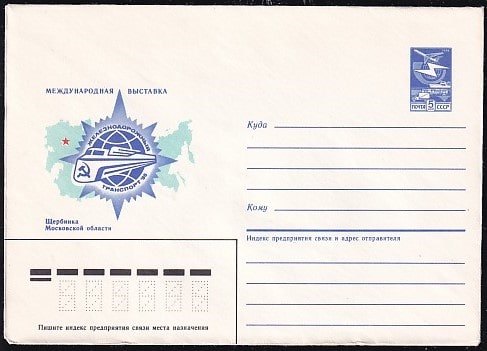 МЕЖДУНАРОДНАЯ ВЫСТАВКА
ЖЕЛЕЗНОДОРОЖНЫЙ
ТРАНСПОРТ-86
Щербинка
Московской области
ПОЧТА 5 СССР
Куда
Кому
Индекс предприятия связи и адрес отправителя
Пишите индекс предприятия связи места назначения